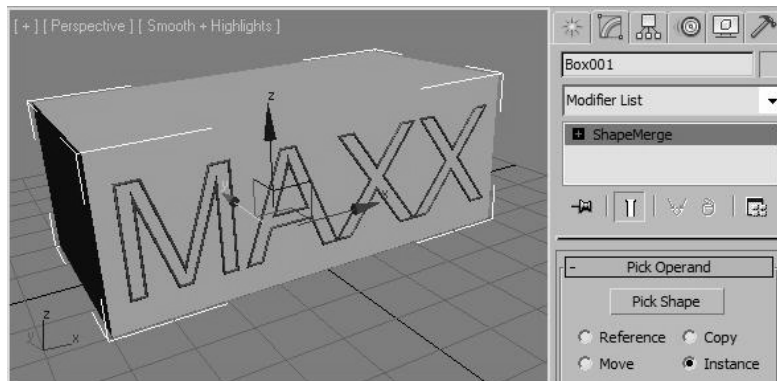 [ + ] [ Perspective ] [ Smooth + Highlights ]
MAXX
z
x
z
y
x
Box001
Modifier List
ShapeMerge
- Pick Operand
Pick Shape
Reference Copy
Move Instance